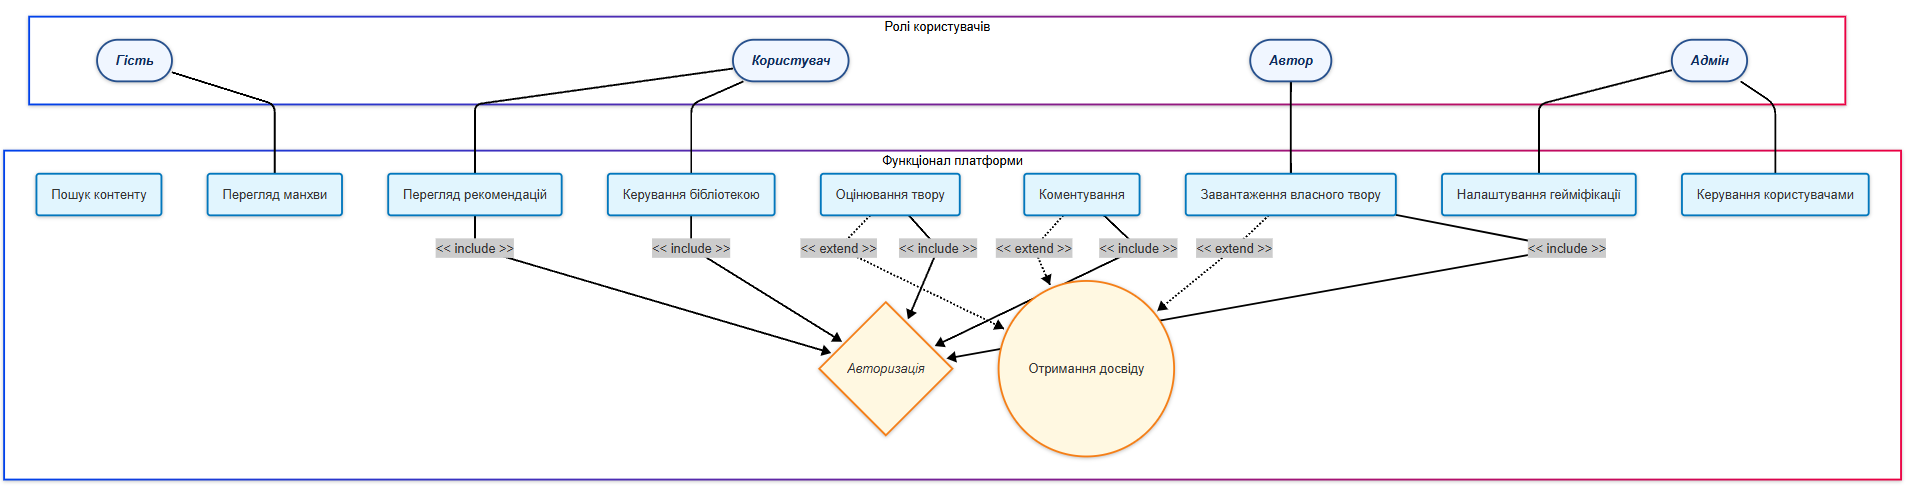 Ролі користувачів
Гість
Користувач
Автор
Адмін
Функціонал платформи
Пошук контенту
Перегляд манхви
Перегляд рекомендацій
Керування бібліотекою
Оцінювання твору
Коментування
Завантаження власного твору
Налаштування гейміфікації
Керування користувачами
<< include >>
<< include >>
<< extend >>
<< include >>
<< extend >>
<< include >>
<< extend >>
<< include >>
Авторизація
Отримання досвіду